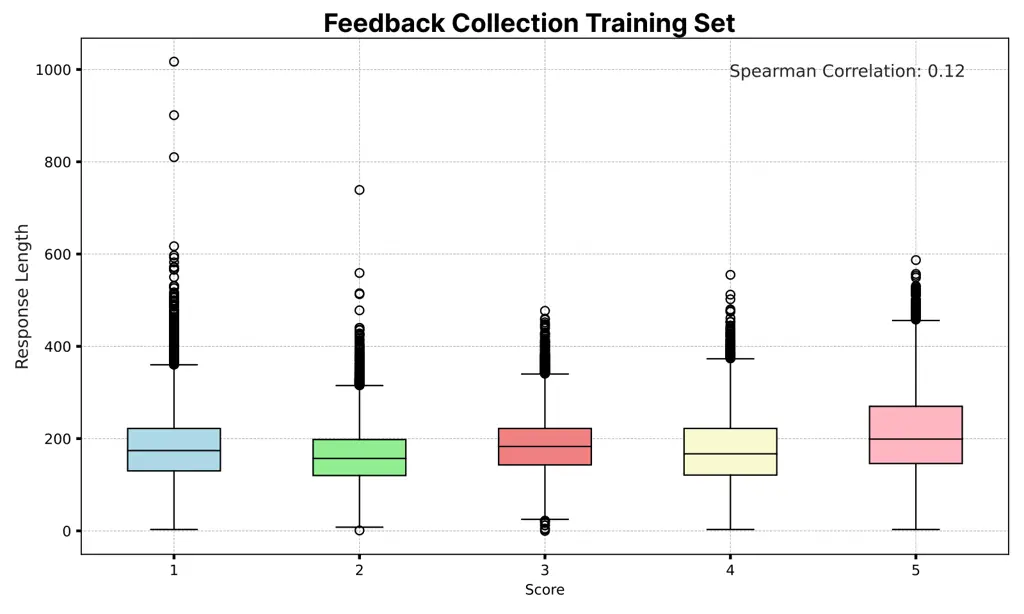 Feedback Collection Training Set
Spearman Correlation: 0.12
1000
800
600
400
200
0
Response Length
1 2 3 4 5
Score